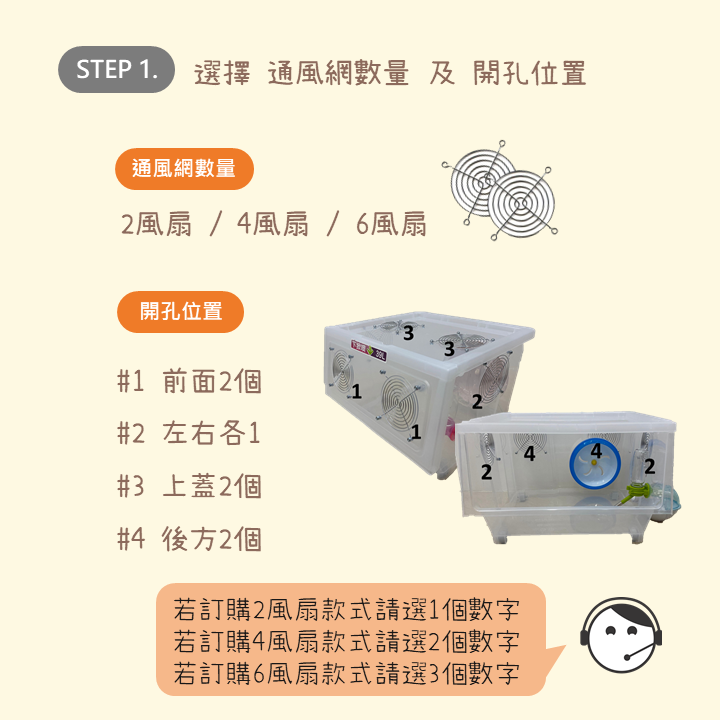 STEP 1. 選擇 通風網數量 及 開孔位置
通風網數量
2風扇 / 4風扇 / 6風扇
開孔位置
#1 前面2個
#2 左右各1
#3 上蓋2個
#4 後方2個
3
3
1
1
2
39L
2
4
4
2
若訂購2風扇款式請選1個數字
若訂購4風扇款式請選2個數字
若訂購6風扇款式請選3個數字